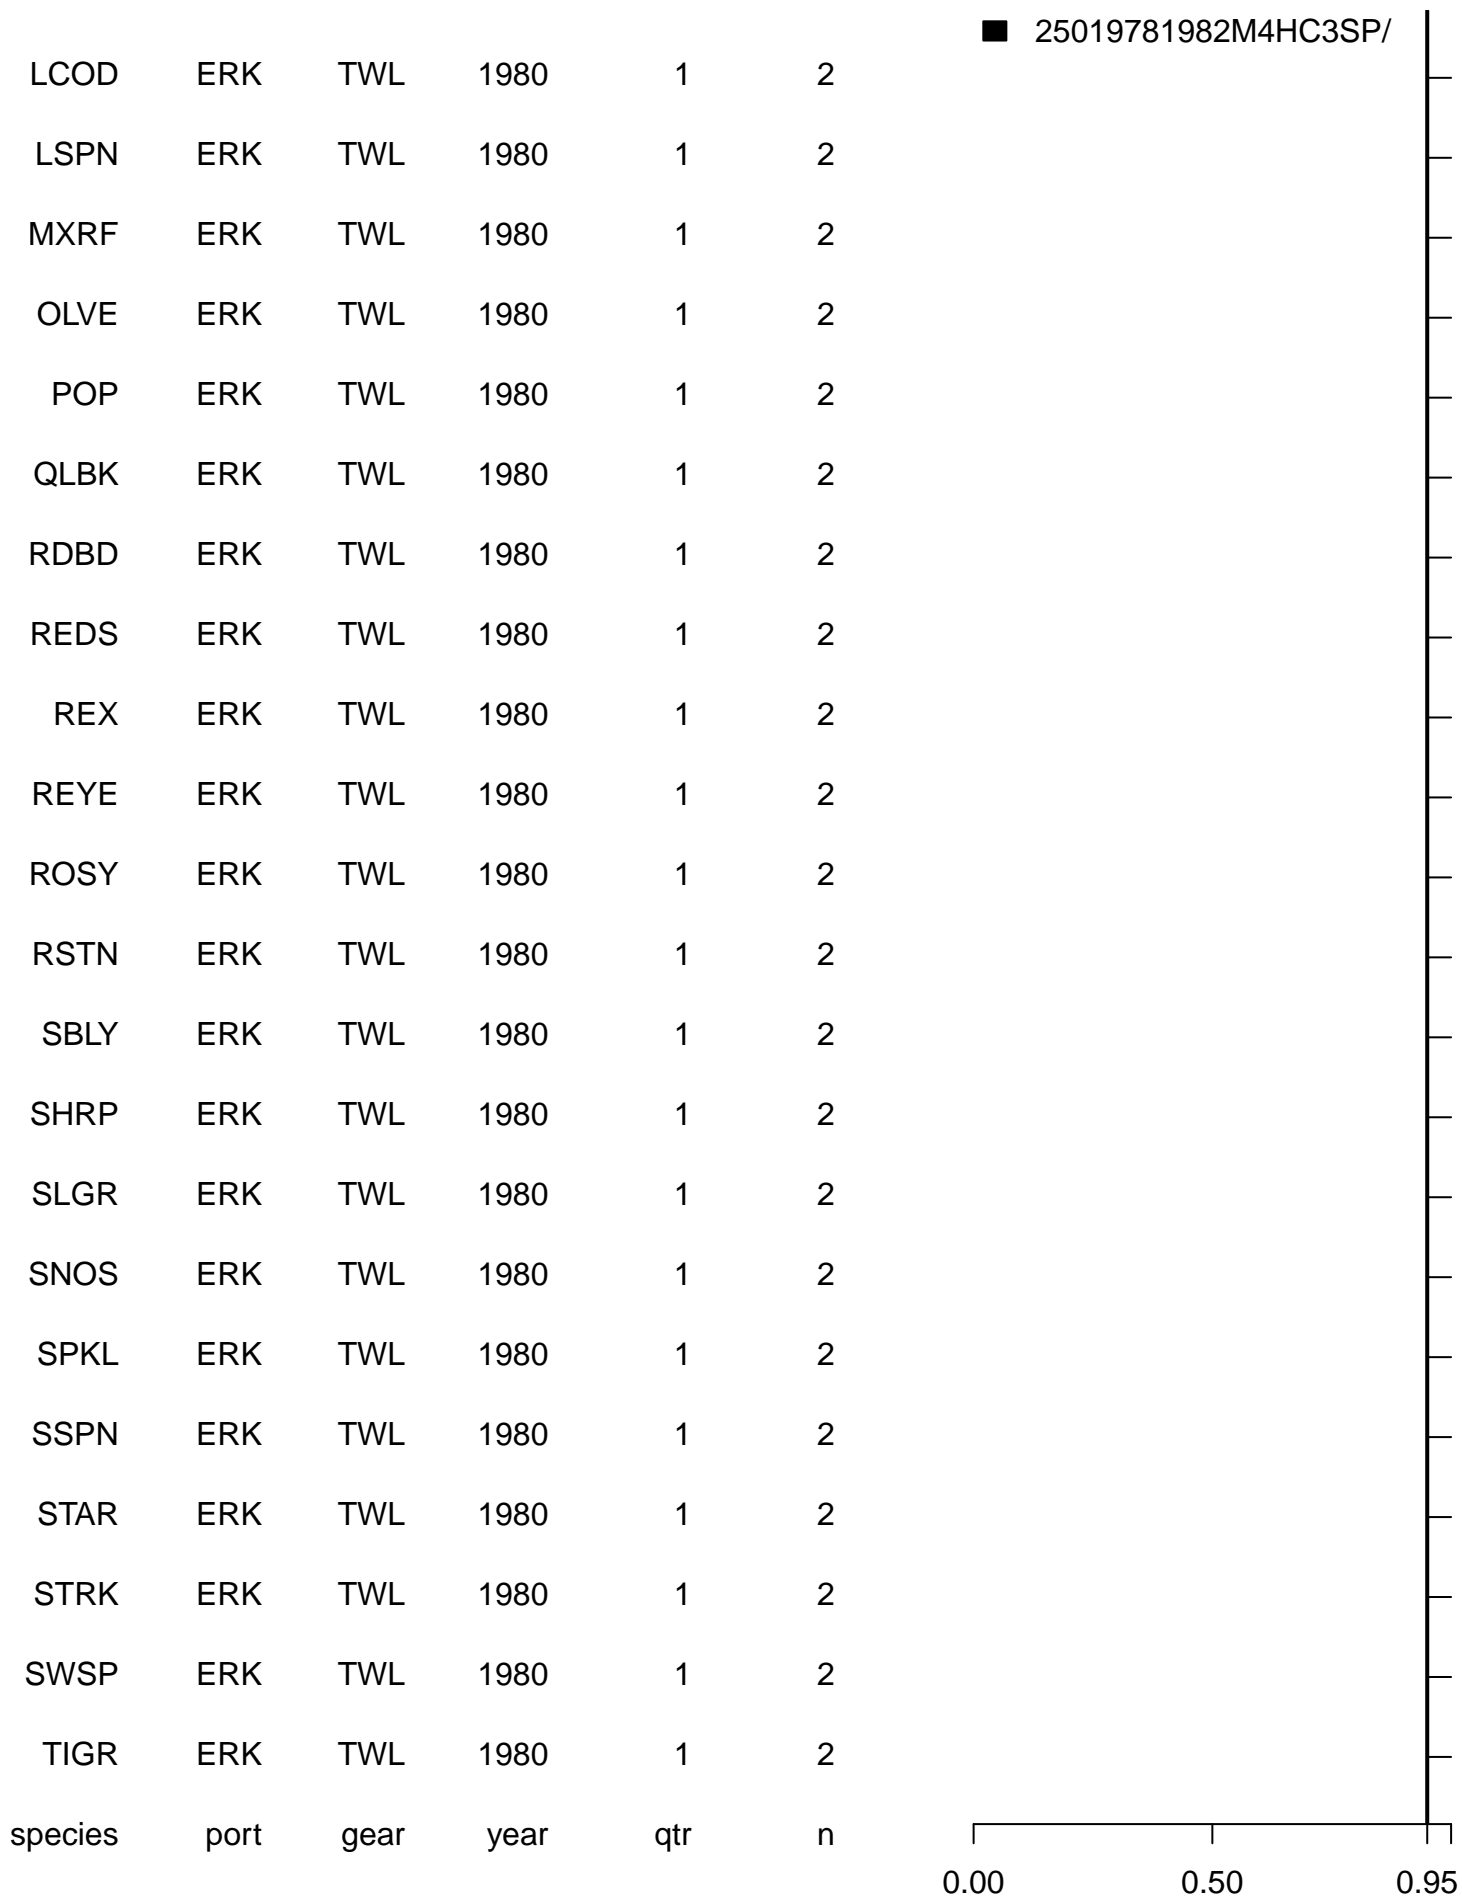 25019781982M4HC3SP/
LCOD ERK TWL 1980 1 2
LSPN ERK TWL 1980 1 2
MXRF ERK TWL 1980 1 2
OLVE ERK TWL 1980 1 2
POP ERK TWL 1980 1 2
QLBK ERK TWL 1980 1 2
RDBD ERK TWL 1980 1 2
REDS ERK TWL 1980 1 2
REX ERK TWL 1980 1 2
REYE ERK TWL 1980 1 2
ROSY ERK TWL 1980 1 2
RSTN ERK TWL 1980 1 2
SBLY ERK TWL 1980 1 2
SHRP ERK TWL 1980 1 2
SLGR ERK TWL 1980 1 2
SNOS ERK TWL 1980 1 2
SPKL ERK TWL 1980 1 2
SSPN ERK TWL 1980 1 2
STAR ERK TWL 1980 1 2
STRK ERK TWL 1980 1 2
SWSP ERK TWL 1980 1 2
TIGR ERK TWL 1980 1 2
species port gear year qtr n
0.00 0.50 0.95